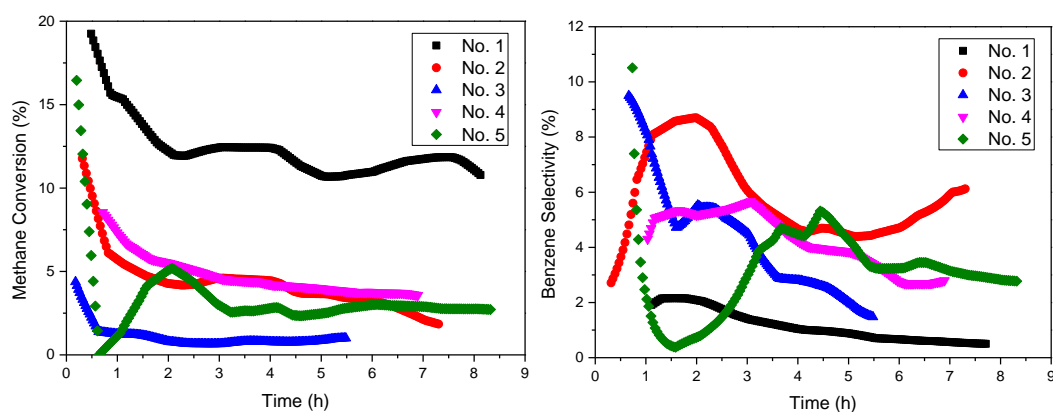 Methane Conversion (%)
20
15
10
5
0
0 1 2 3 4 5 6 7 8 9
Time (h)
No. 1
No. 2
No. 3
No. 4
No. 5
Benzene Selectivity (%)
12
10
8
6
4
2
0
0 1 2 3 4 5 6 7 8 9
Time (h)
No. 1
No. 2
No. 3
No. 4
No. 5